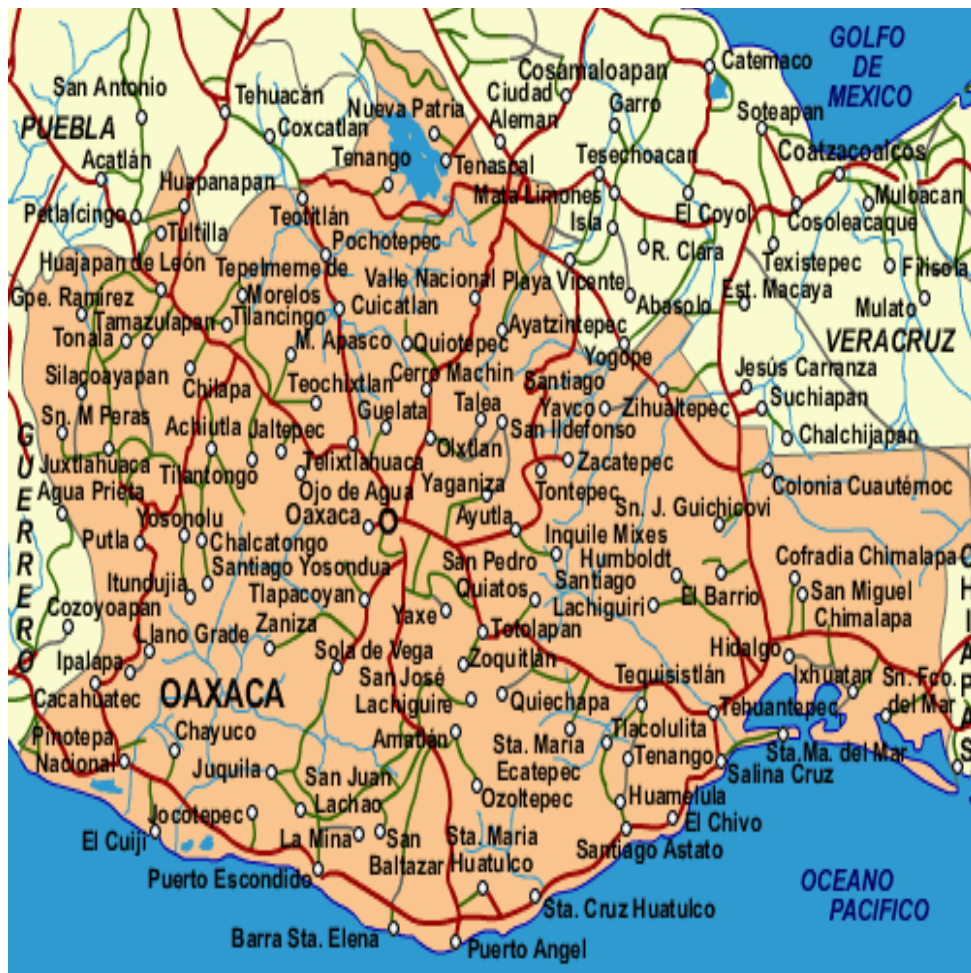 GOLFO
DE
MEXICO
Catemaco
Cosamaloapan
San Antonio
Tehuacán
Ciudad
Aleman
Garro
Soteapan
Nueva Patria
PUEBLA
Coxcatlan
Coatzacoalcos
Acatlán
Tenango
Tenascal
Tesechoacan
Huapanapan
Mata Limones
Muloacan
Petlalcingo
Teotitlán
Isla
El Coyol
Cosoleacaque
Tultilla
Pochotepec
R. Clara
Texistepec
Filisola
Huajapan de León
Tepelmeme de
Morelos
Valle Nacional
Playa Vicente
Abasolo
Est. Macaya
Mulato
Gpe. Ramirez
Cuicatlan
Tamazulapan
Tilancingo
Ayatzintepec
Tonala
M. Apasco
Quiotepec
Yogope
VERACRUZ
Silacoayapan
Chilapa
Teochixtlan
Cerro Machin
Santiago
Yavco
Zihualtepec
Jesús Carranza
Suchiapan
Sn. M Peras
Guelata
Talea
San Ildefonso
Chalchijapan
GUERRERO
Achiutla
Jaltepec
Olxtlan
Juxtlahuaca
Tilantongo
Telixtlahuaca
Zacatepec
Agua Prieta
Ojo de Agua
Yaganiza
Tontepec
Colonia Cuautémoc
Yosonolu
Oaxaca
O
Ayutla
Sn. J. Guichicovi
Putla
Chalcatongo
Inquile Mixes
Santiago Yosondua
San Pedro
Quiatos
Humboldt
Cofradia Chimalapa
CHIAPAS
Itundujia
Tlapacoyan
Santiago
Lachiguiri
El Barrio
San Miguel
Chimalapa
Cozoyoapan
Yaxe
Zaniza
Totolapan
Llano Grade
Sola de Vega
Hidalgo
Ipalapa
Zoquitlán
Tequisistlán
Ixhuatan
Sn. Fco.
del Mar
Cacahuatec
OAXACA
San José
Lachiguire
Quiechapa
Tehuantepec
Pinotepa
Nacional
Chayuco
Amatlán
Sta. Maria
Ecatepec
Tlacolulita
Sta.Ma. del Mar
Tenango
Salina Cruz
Juquila
San Juan
Lachao
Ozoltepec
Huamelula
Jocotepec
El Chivo
El Cuiji
La Mina
San
Baltazar
Sta. Maria
Huatulco
Santiago Astato
Puerto Escondido
OCEANO
PACIFICO
Sta. Cruz Huatulco
Barra Sta. Elena
Puerto Angel